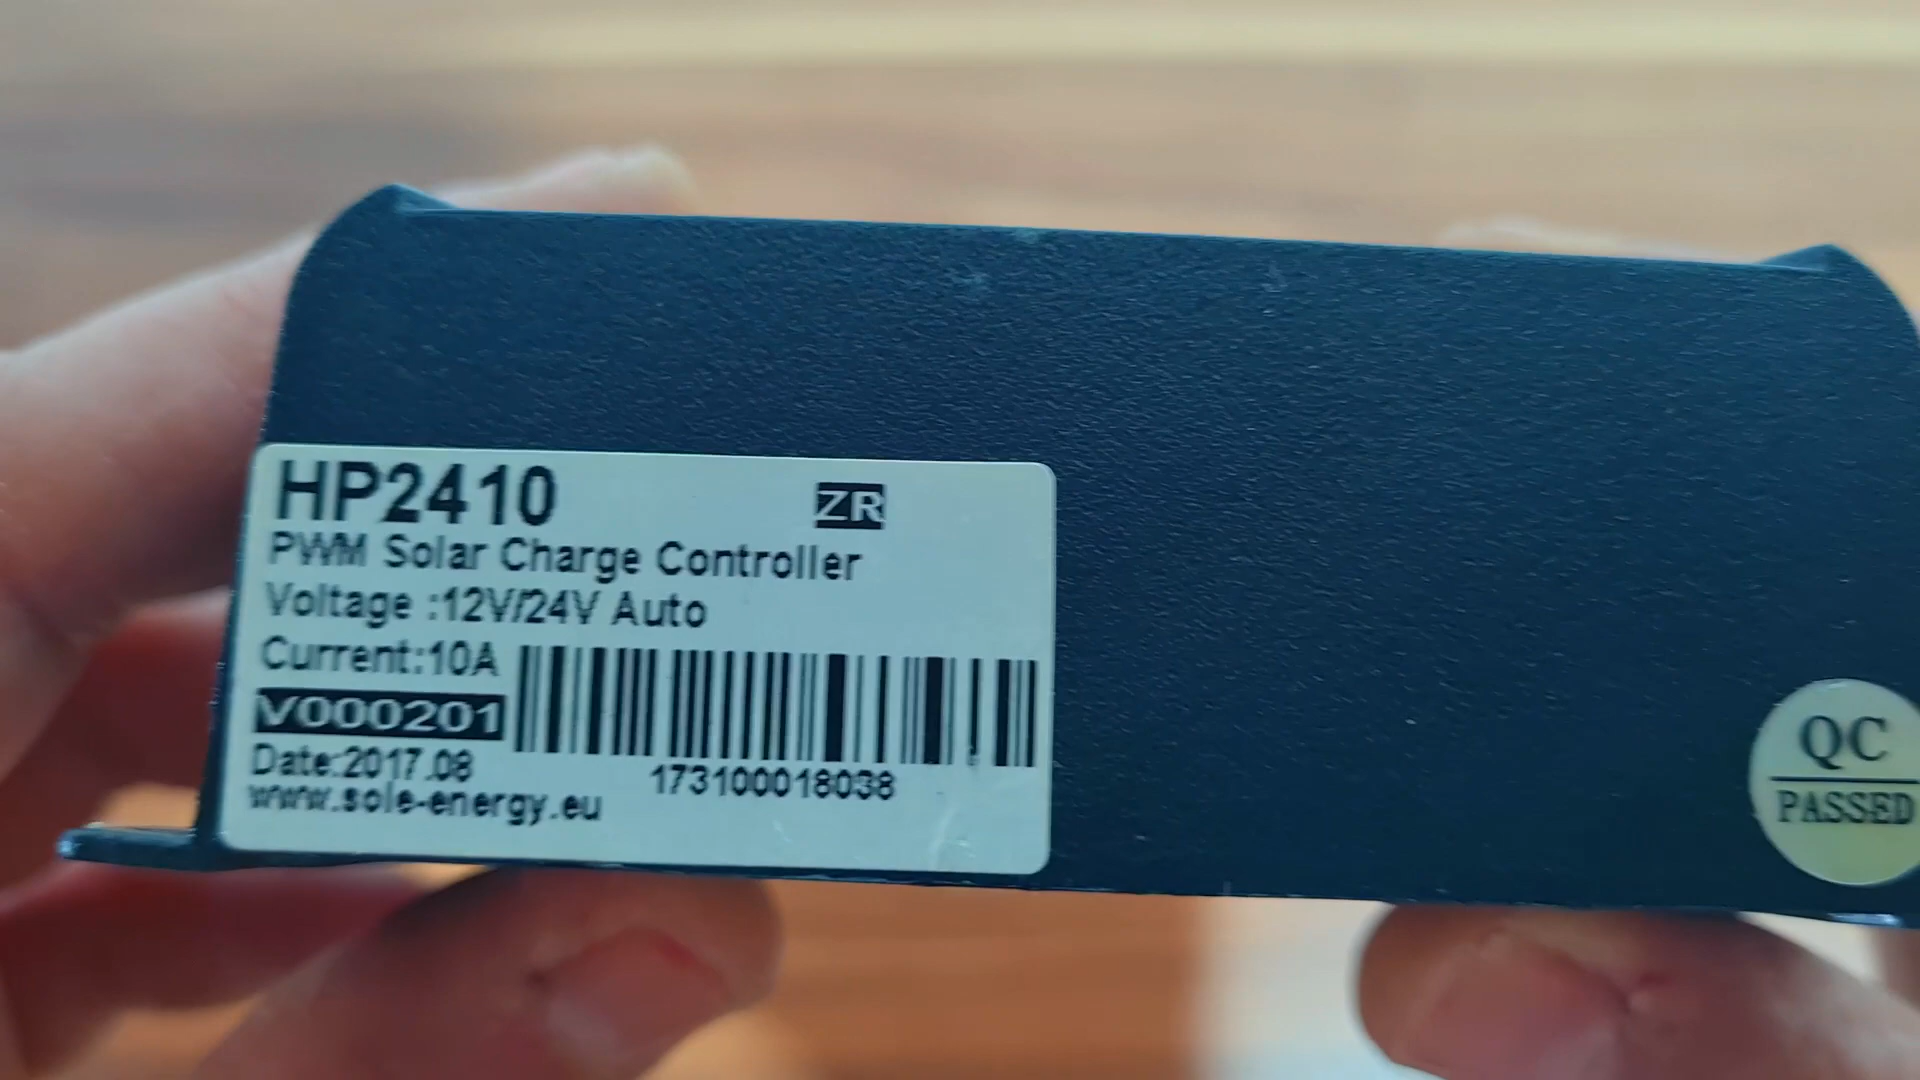 HP2410 ZR
PWM Solar Charge Controller
Voltage :12V/24V Auto
Current:10A
V000201
Date:2017.08
173100018038
www.sole-energy.eu
QC
PASSED